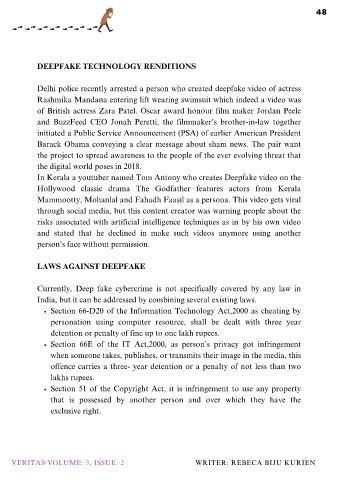 48
DEEPFAKE TECHNOLOGY RENDITIONS
Delhi police recently arrested a person who created deepfake video of actress
Rashmika Mandana entering lift wearing swimsuit which indeed a video was
of British actress Zara Patel. Oscar award honour film maker Jordan Peele
and BuzzFeed CEO Jonah Peretti, the filmmaker's brother-in-law together
initiated a Public Service Announcement (PSA) of earlier American President
Barack Obama conveying a clear message about sham news. The pair want
the project to spread awareness to the people of the ever evolving threat that
the digital world poses in 2018.
In Kerala a youtuber named Tom Antony who creates Deepfake video on the
Hollywood classic drama The Godfather features actors from Kerala
Mammootty, Mohanlal and Fahadh Faasil as a persona. This video gets viral
through social media, but this content creator was warning people about the
risks associated with artificial intelligence techniques as in by his own video
and stated that he declined in make such videos anymore using another
person's face without permission.
LAWS AGAINST DEEPFAKE
Currently, Deep fake cybercrime is not specifically covered by any law in
India, but it can be addressed by combining several existing laws.
• Section 66-D20 of the Information Technology Act,2000 as cheating by
personation using computer resource, shall be dealt with three year
detention or penalty of fine up to one lakh rupees.
• Section 66E of the IT Act,2000, as person's privacy got infringement
when someone takes, publishes, or transmits their image in the media, this
offence carries a three- year detention or a penalty of not less than two
lakhs rupees.
• Section 51 of the Copyright Act, it is infringement to use any property
that is possessed by another person and over which they have the
exclusive right.
VERITAS VOLUME: 3, ISSUE: 2
WRITER: REBECA BIJU KURIEN